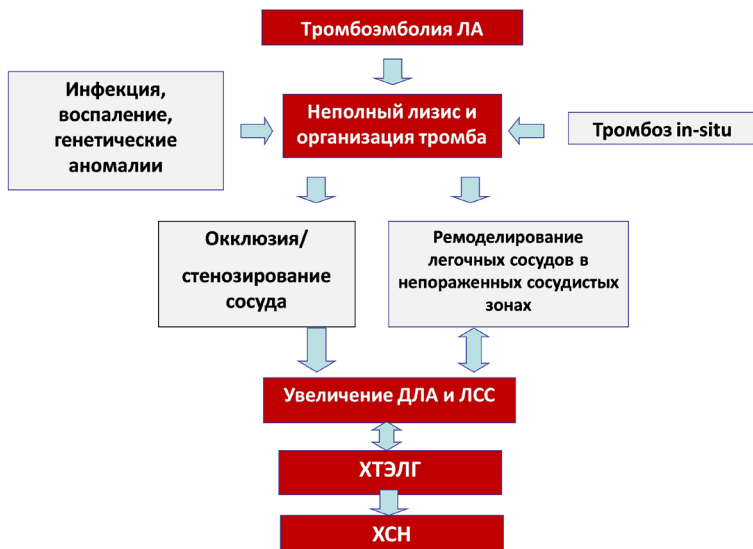 Тромбоэмболия ЛА
Инфекция,
воспаление,
генетические
аномалии
Неполный лизис и
организация тромба
Тромбоз in-situ
Окклюзия/
стенозирование
сосуда
Ремоделирование
легочных сосудов в
непораженных сосудистых
зонах
Увеличение ДЛА и ЛСС
ХТЭЛГ
ХСН